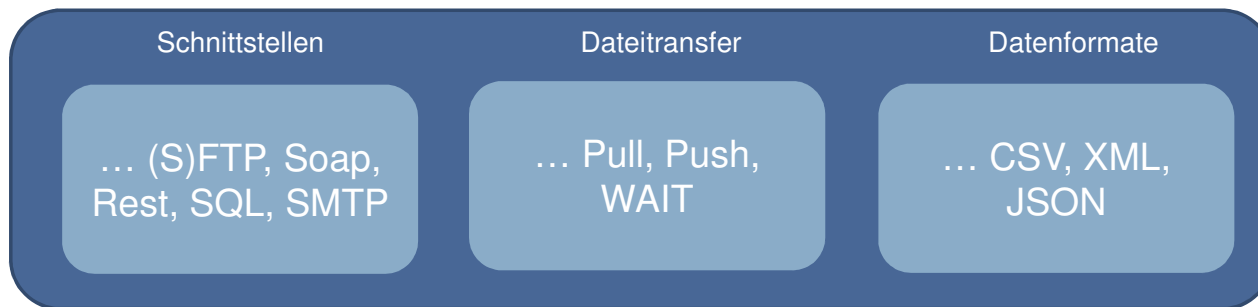 Schnittstellen
… (S)FTP, Soap,
Rest, SQL, SMTP
Dateitransfer
… Pull, Push,
WAIT
Datenformate
… CSV, XML,
JSON